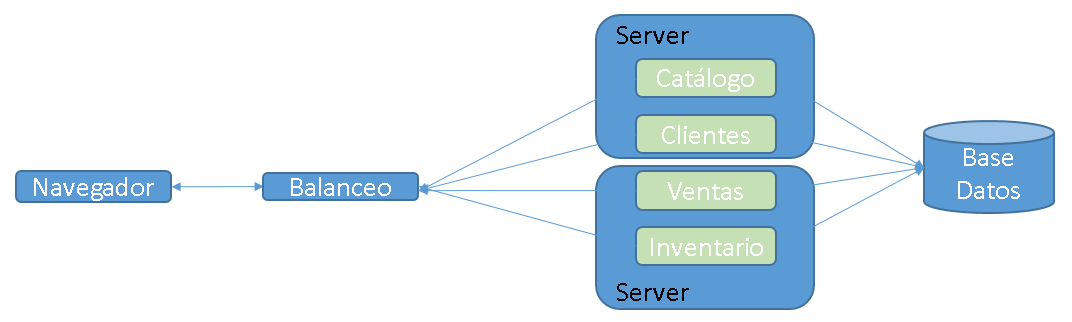 Server
Catálogo
Clientes
Navegador
Balanceo
Ventas
Inventario
Server
Base
Datos